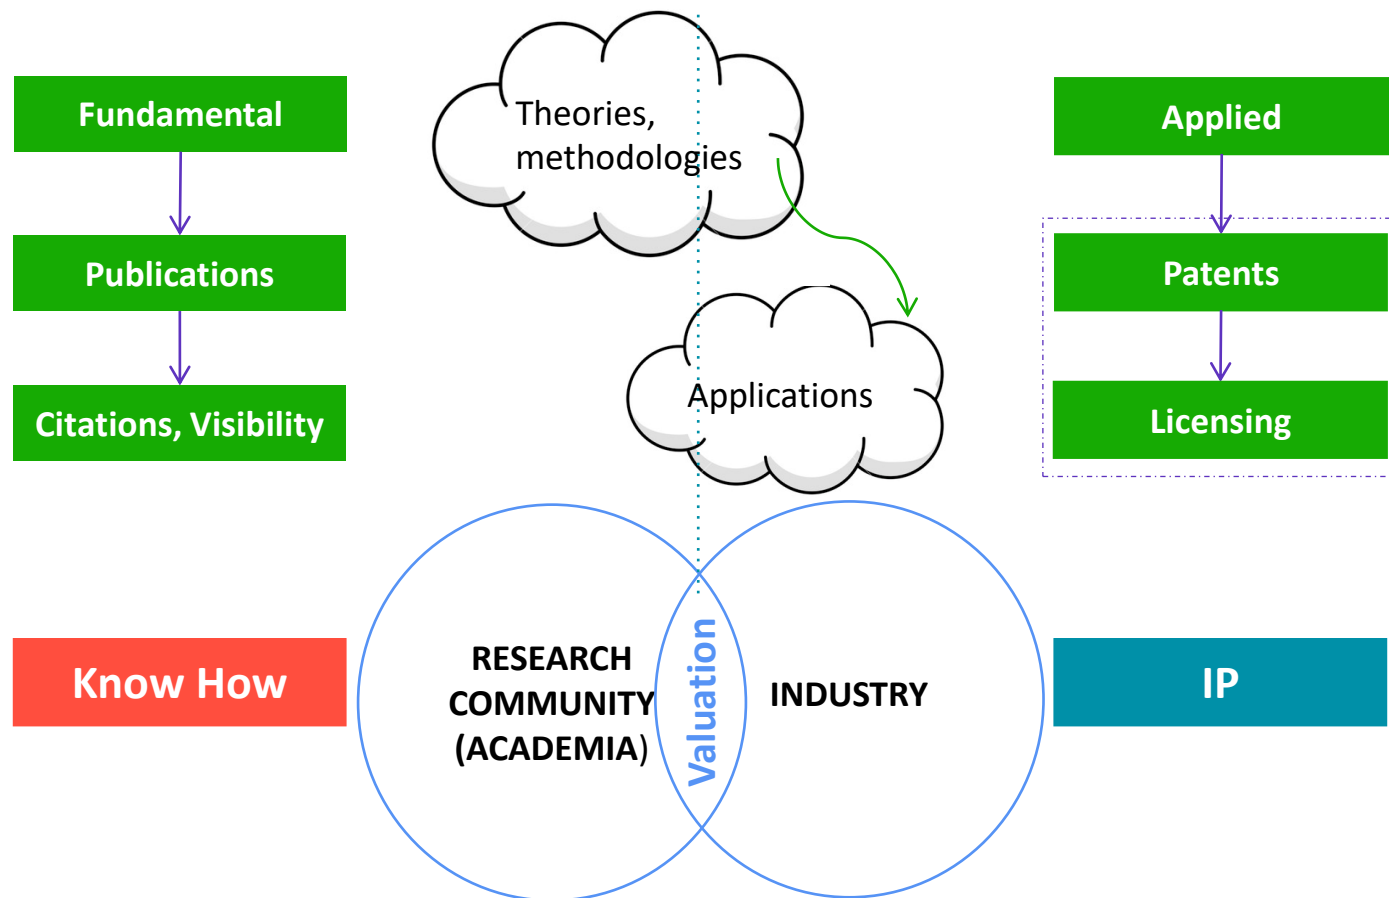 Fundamental
Publications
Citations, Visibility
Theories,
methodologies
Applications
Applied
Patents
Licensing
Know How
RESEARCH
COMMUNITY
(ACADEMIA)
Valuation
INDUSTRY
IP